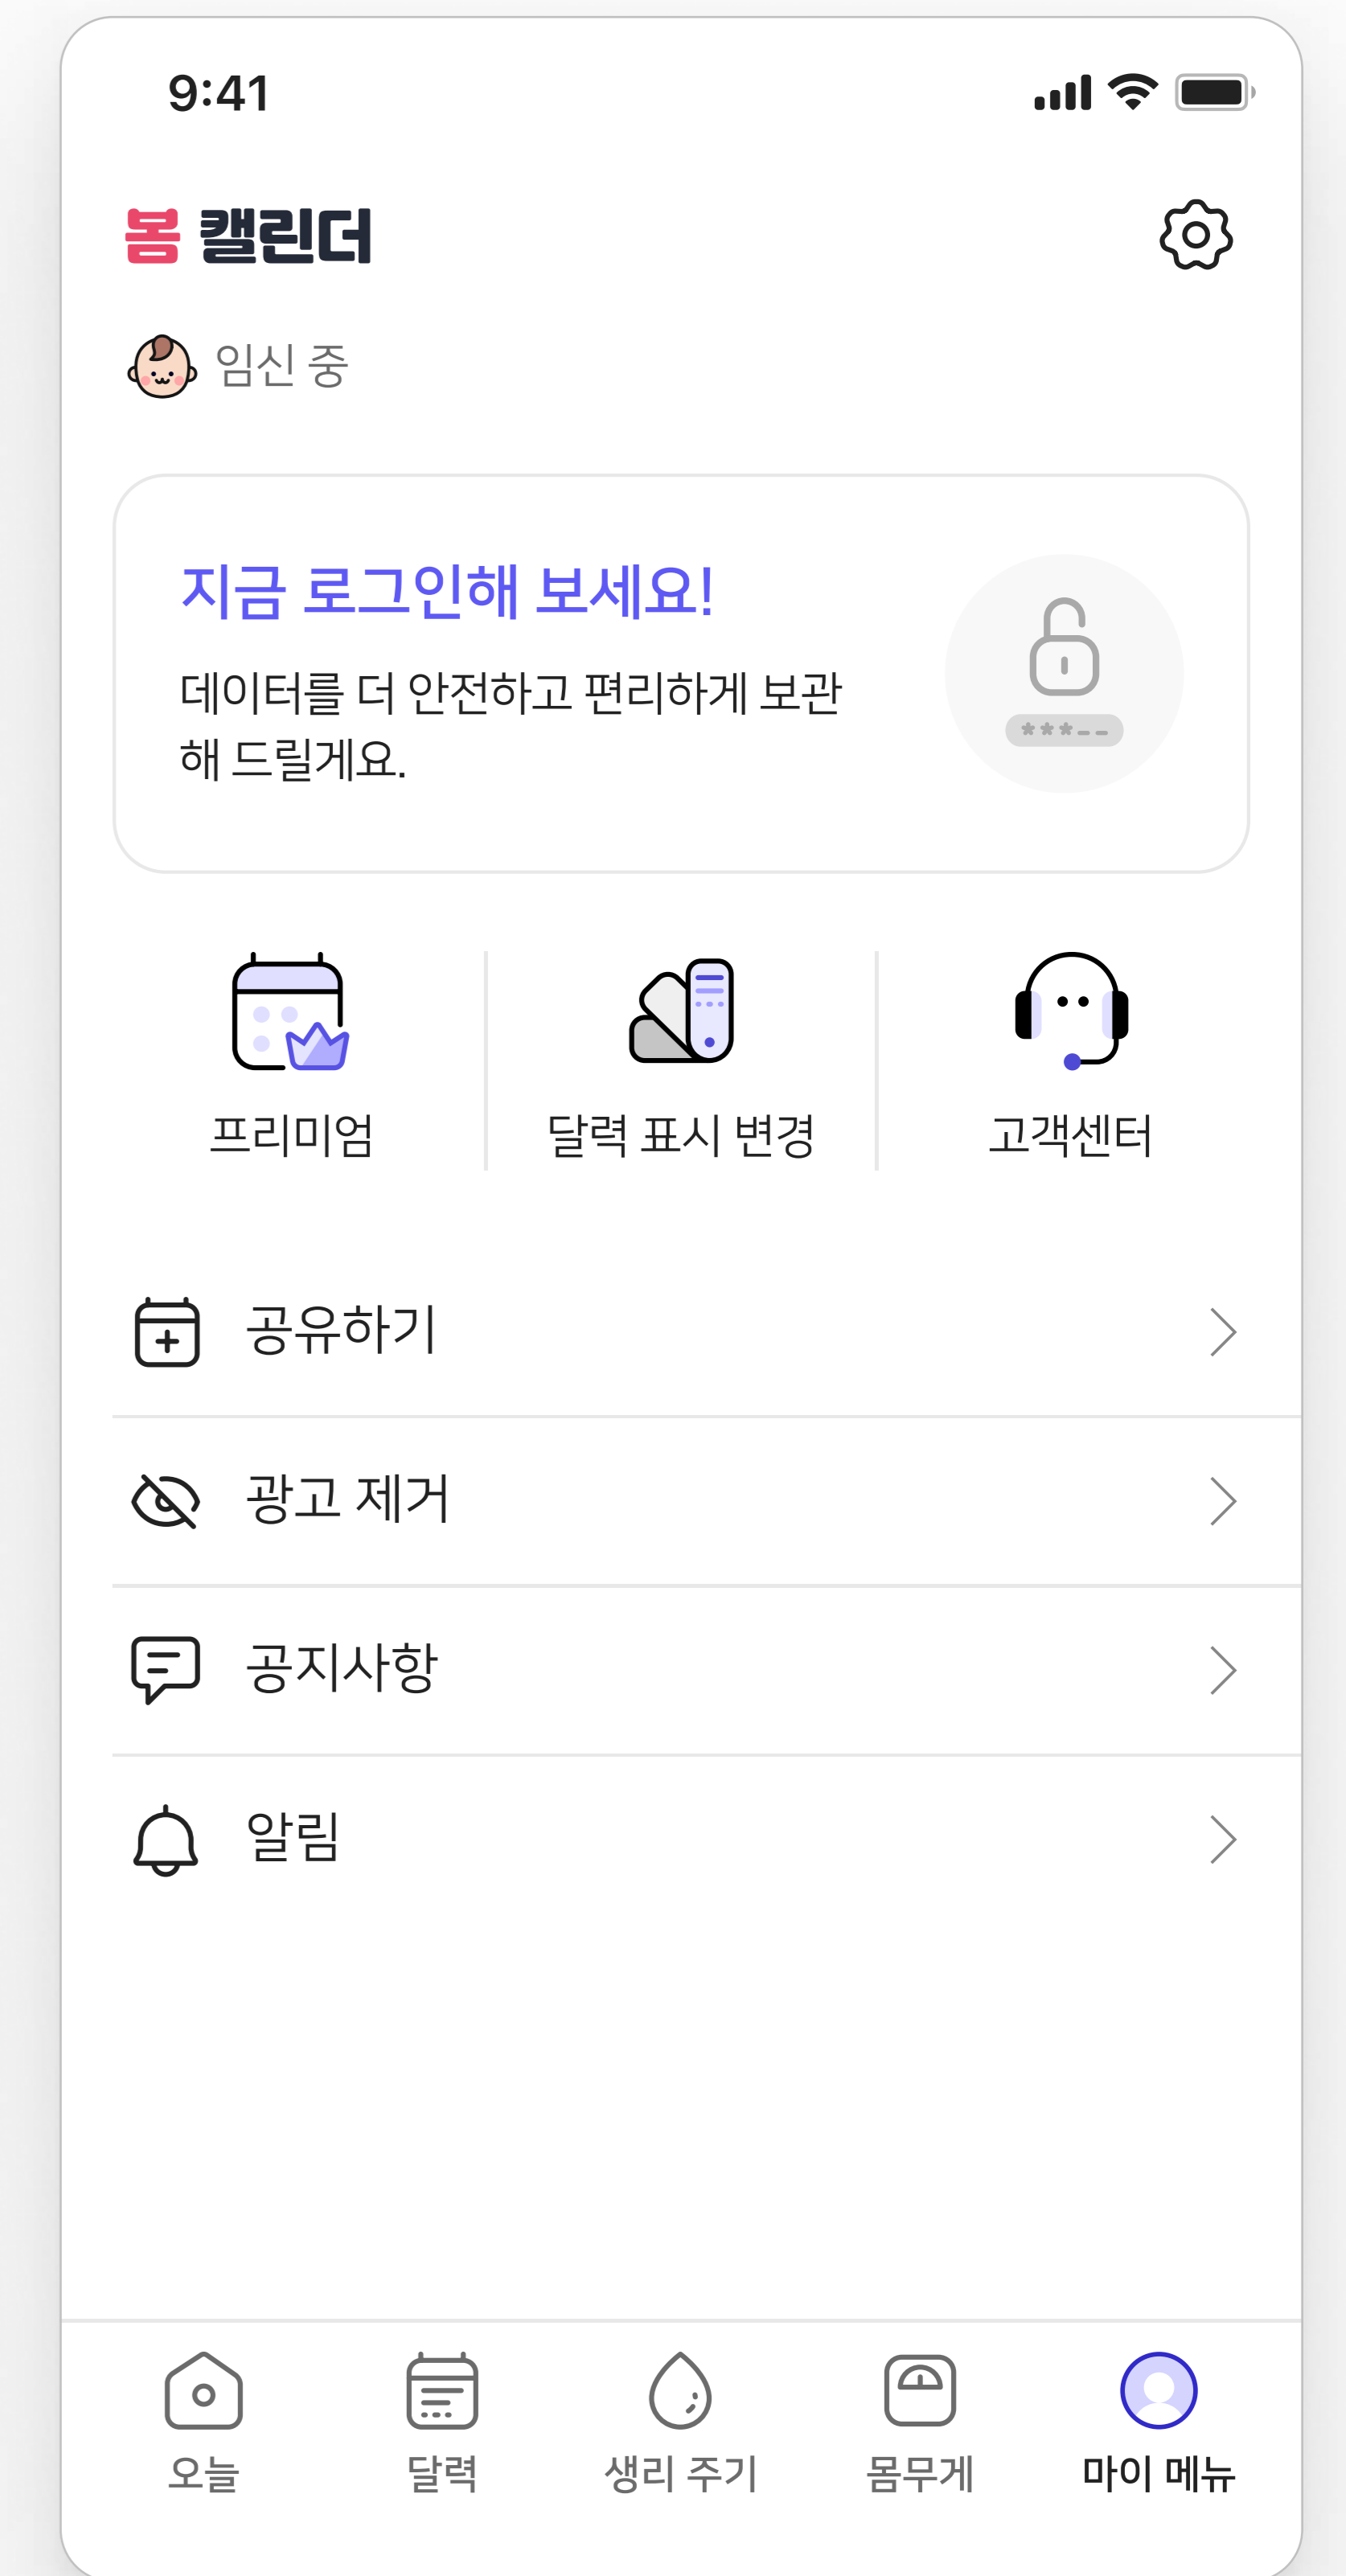 9:41
봄 캘린더
임신 중
지금 로그인해 보세요!
데이터를 더 안전하고 편리하게 보관
해 드릴게요.
***--
프리미엄
달력 표시 변경
고객센터
공유하기
광고 제거
공지사항
알림
오늘
달력
생리 주기
몸무게
마이 메뉴